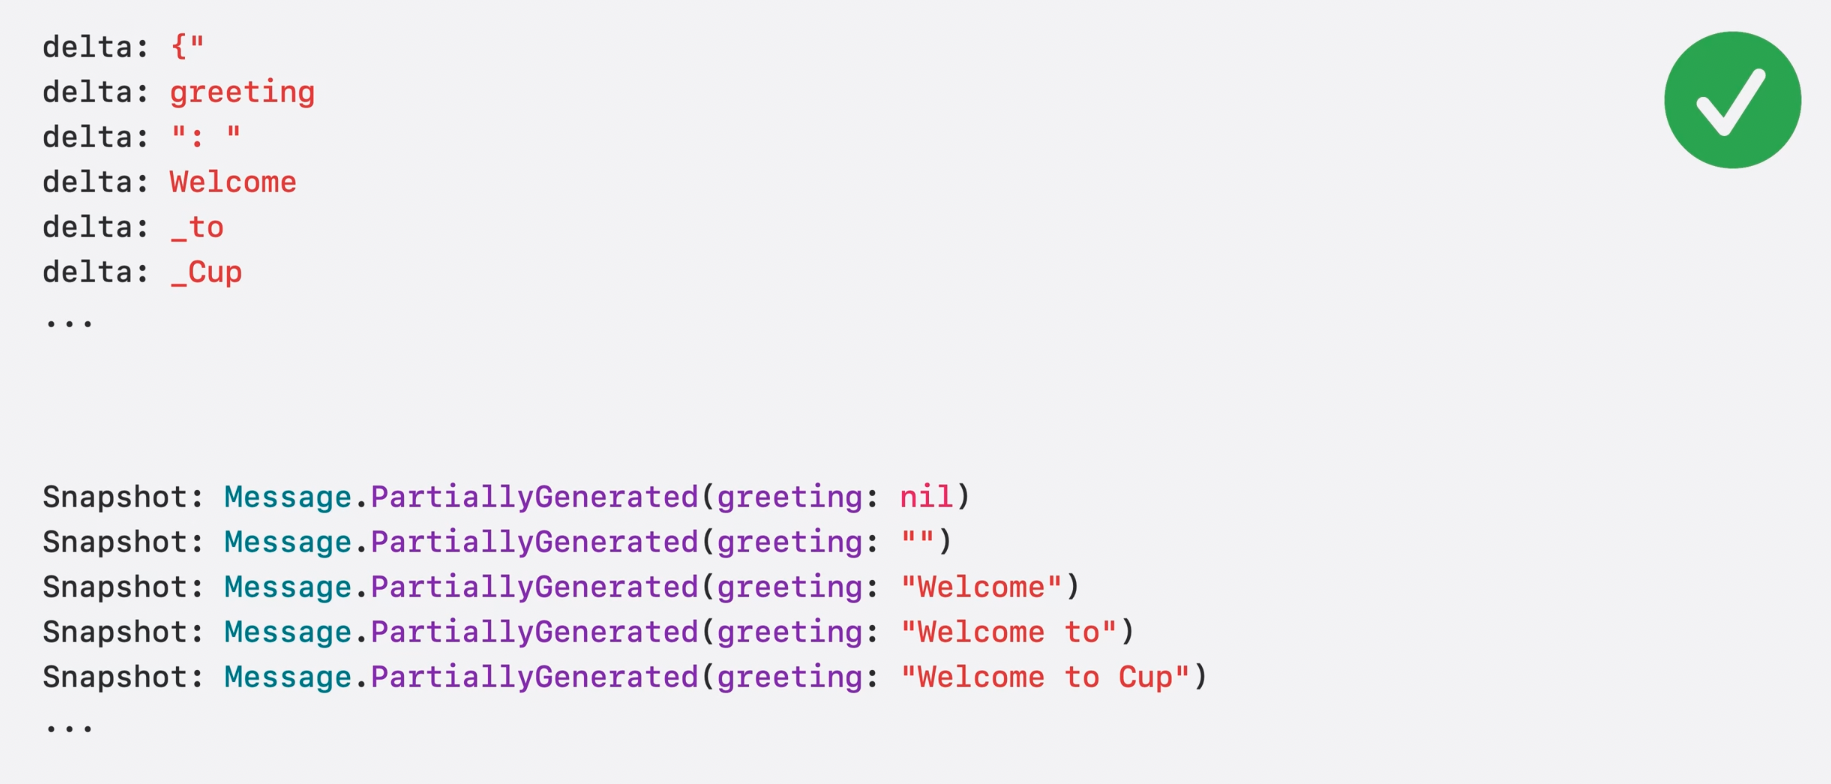 delta: {"
delta: greeting
delta: ": "
delta: Welcome
delta: _to
delta: _Cup
...
Snapshot: Message.PartiallyGenerated(greeting: nil)
Snapshot: Message.PartiallyGenerated(greeting: "")
Snapshot: Message.PartiallyGenerated(greeting: "Welcome")
Snapshot: Message.PartiallyGenerated(greeting: "Welcome to")
Snapshot: Message.PartiallyGenerated(greeting: "Welcome to Cup")
...